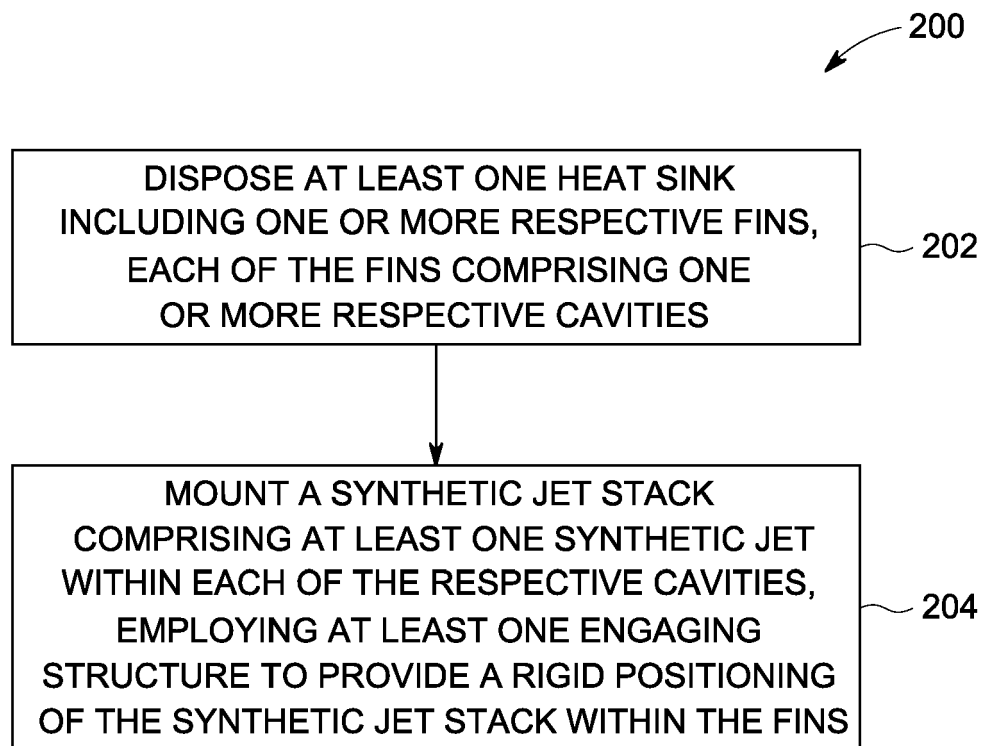 200
DISPOSE AT LEAST ONE HEAT SINK
INCLUDING ONE OR MORE RESPECTIVE FINS,
EACH OF THE FINS COMPRISING ONE
OR MORE RESPECTIVE CAVITIES
202
MOUNT A SYNTHETIC JET STACK
COMPRISING AT LEAST ONE SYNTHETIC JET
WITHIN EACH OF THE RESPECTIVE CAVITIES,
EMPLOYING AT LEAST ONE ENGAGING
STRUCTURE TO PROVIDE A RIGID POSITIONING
OF THE SYNTHETIC JET STACK WITHIN THE FINS
204